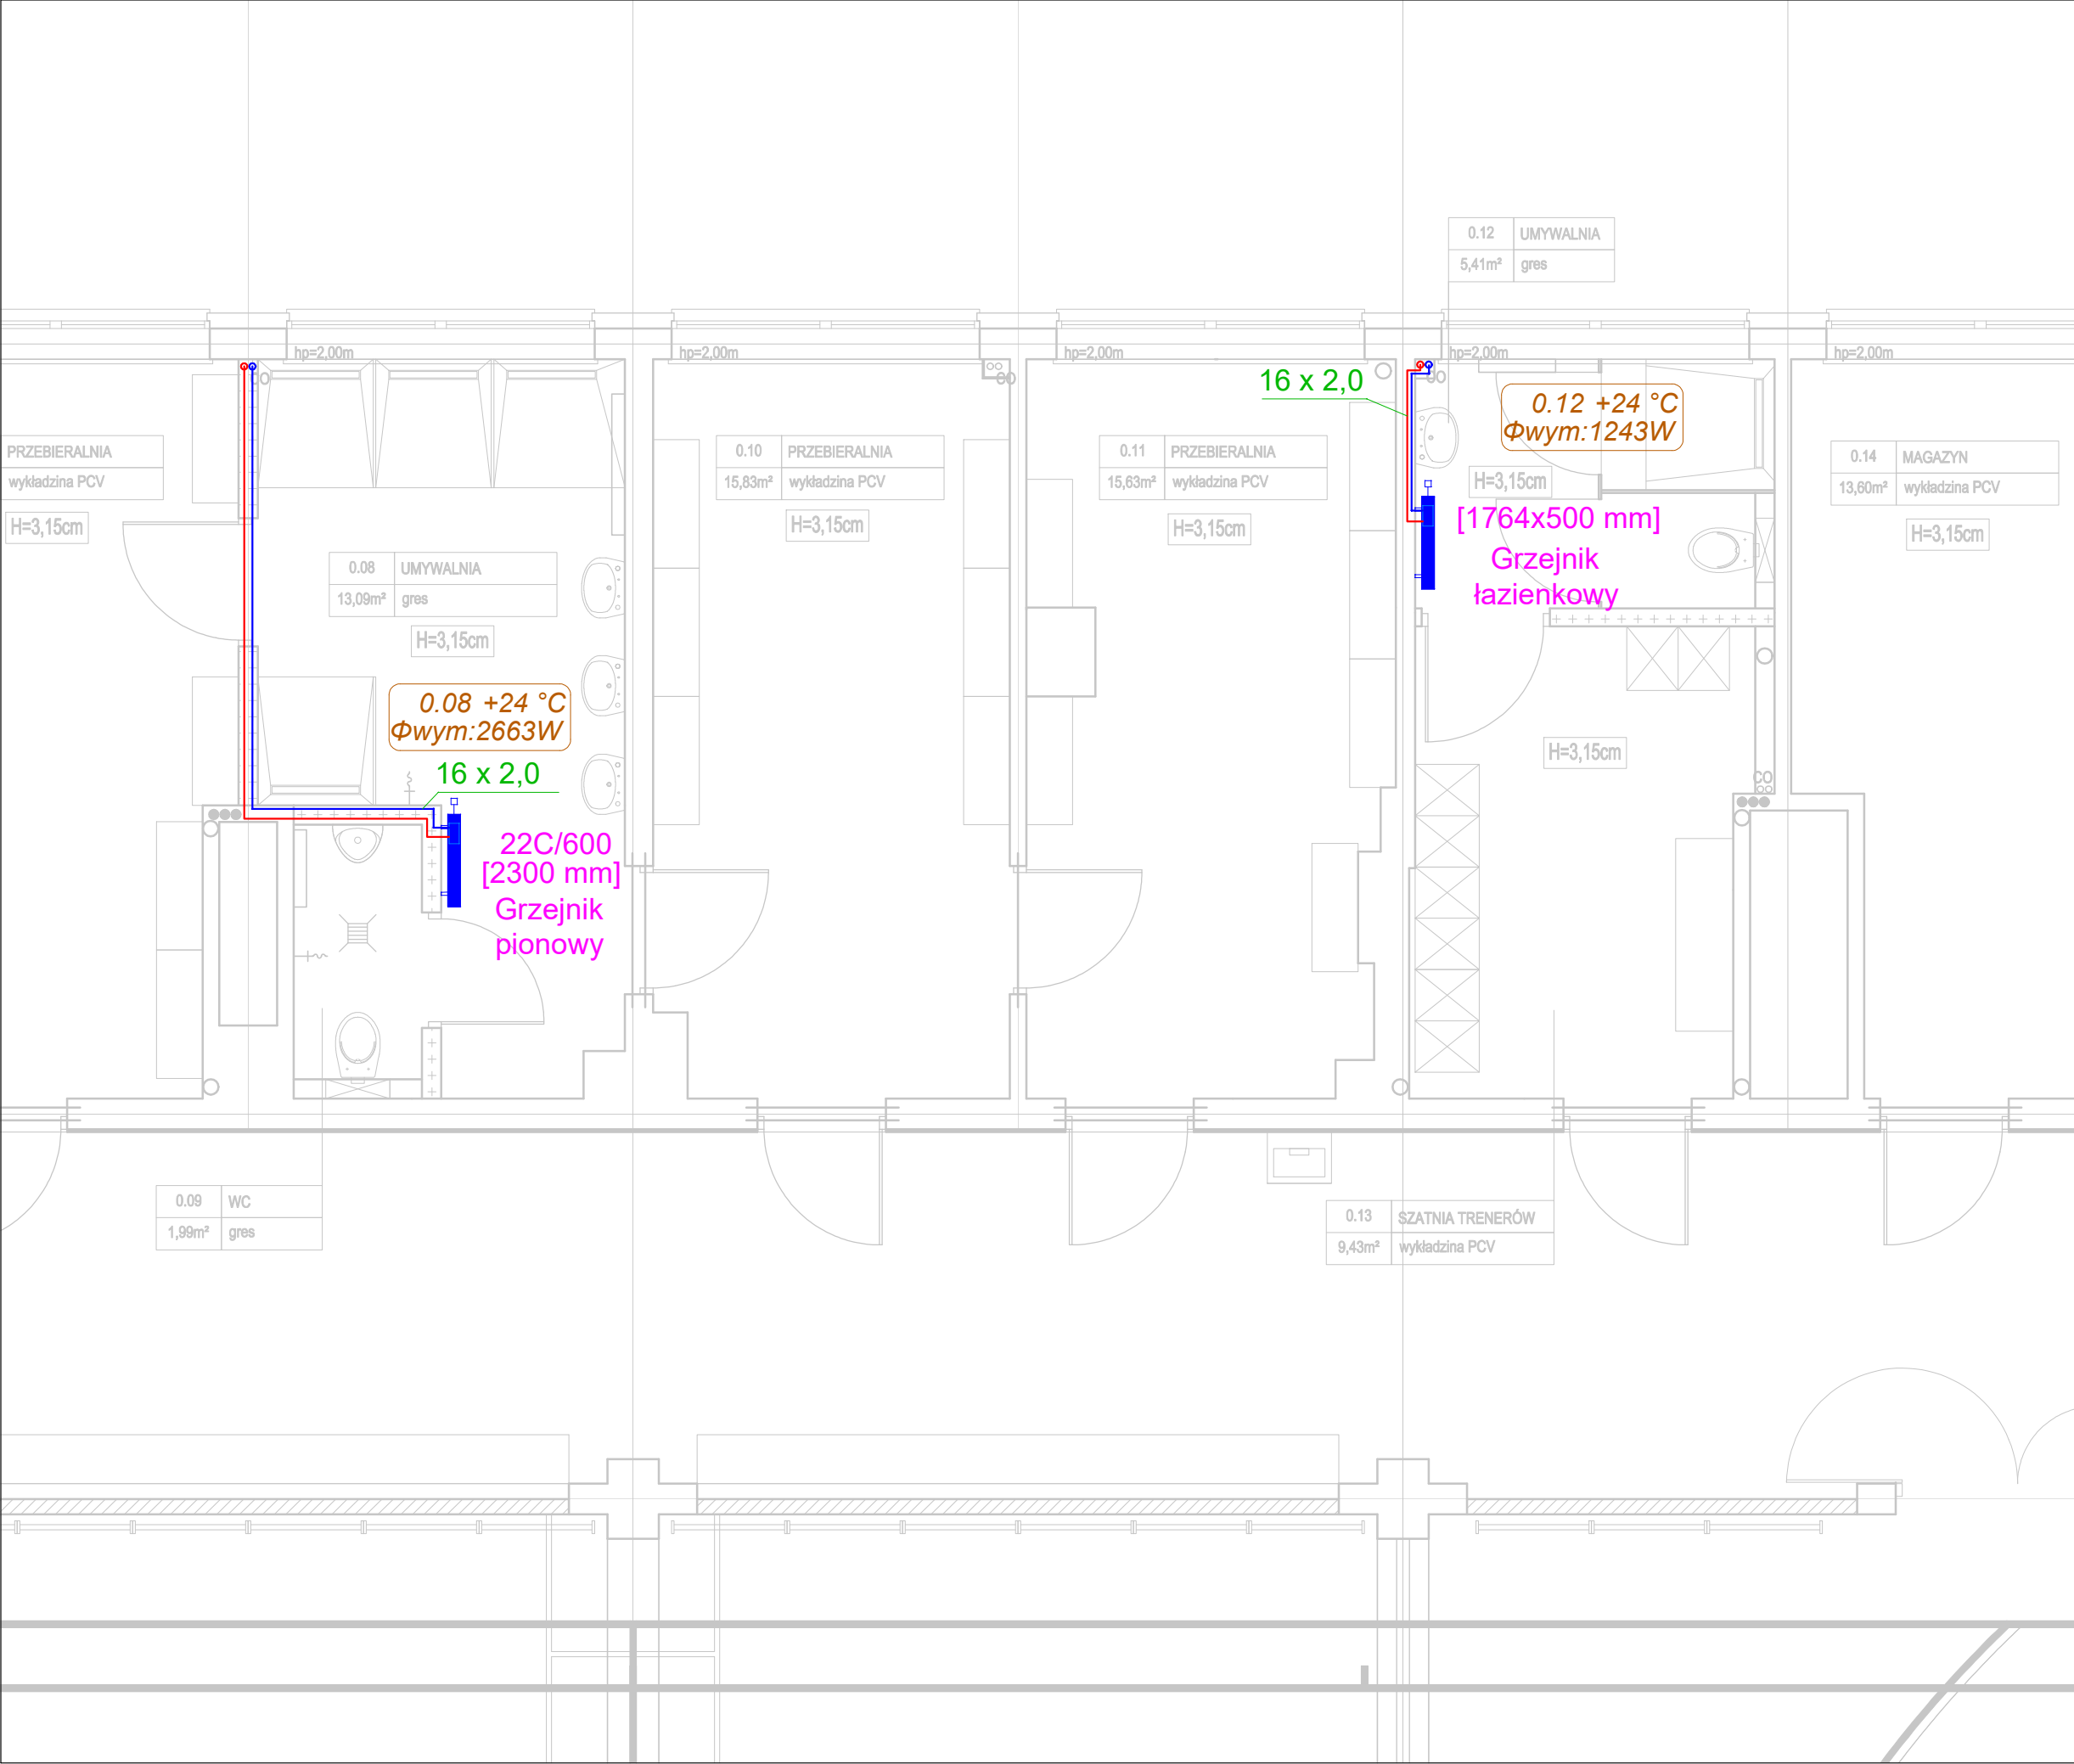 0.12 UMYWALNIA
5,41m² gres
hp=2,00m
hp=2,00m
hp=2,00m
hp=2,00m
hp=2,00m
CO
CO
CO
16 x 2,0
0.12 +24 °C
Φwym:1243W
PRZEBIERALNIA
wykładzina PCV
H=3,15cm
0.10 PRZEBIERALNIA
15,83m² wykładzina PCV
H=3,15cm
0.11 PRZEBIERALNIA
15,63m² wykładzina PCV
H=3,15cm
H=3,15cm
0.14 MAGAZYN
13,60m² wykładzina PCV
H=3,15cm
[1764x500 mm]
Grzejnik
łazienkowy
0.08 UMYWALNIA
13,09m² gres
H=3,15cm
0.08 +24 °C
Φwym:2663W
16 x 2,0
H=3,15cm
CO
22C/600
[2300 mm]
Grzejnik
pionowy
0.09 WC
1,99m² gres
0.13 SZATNIA TRENERÓW
9,43m² wykładzina PCV